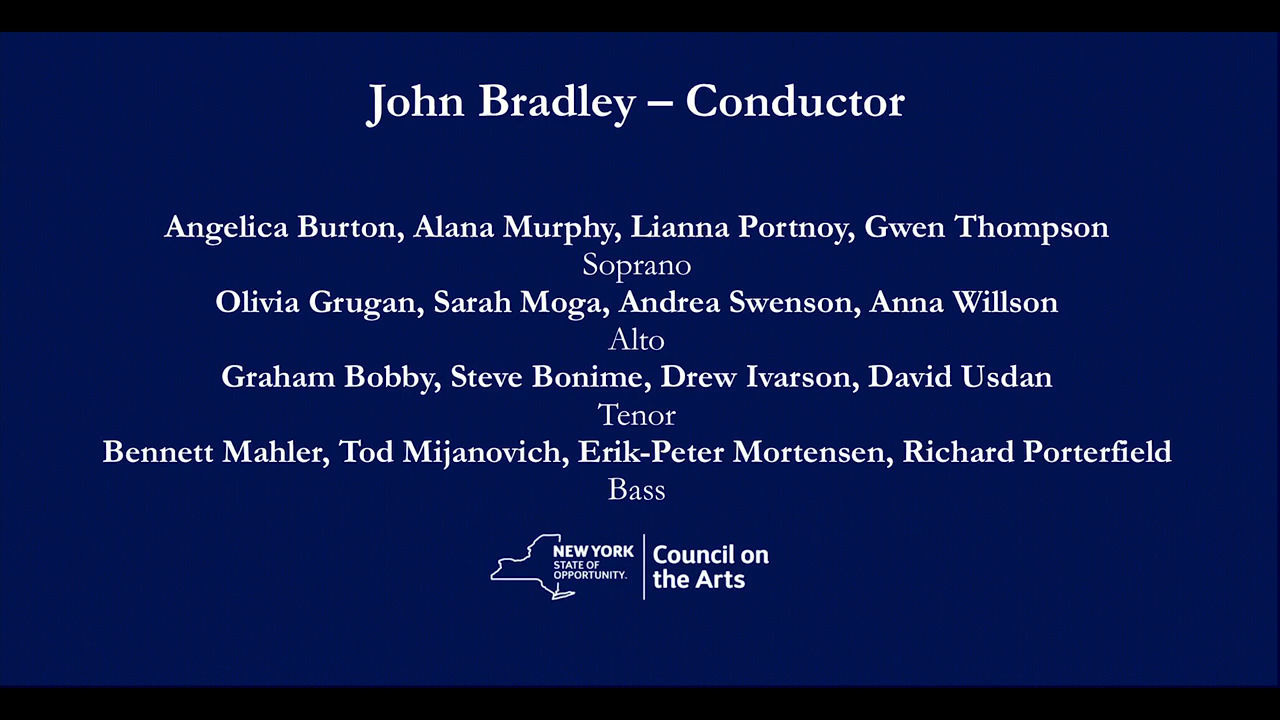 John Bradley – Conductor
Angelica Burton, Alana Murphy, Lianna Portnoy, Gwen Thompson
Soprano
Olivia Grugan, Sarah Moga, Andrea Swenson, Anna Willson
Alto
Graham Bobby, Steve Bonime, Drew Ivarson, David Usdan
Tenor
Bennett Mahler, Tod Mijanovich, Erik-Peter Mortensen, Richard Porterfield
Bass
NEW YORK
STATE OF
OPPORTUNITY.
Council on
the Arts